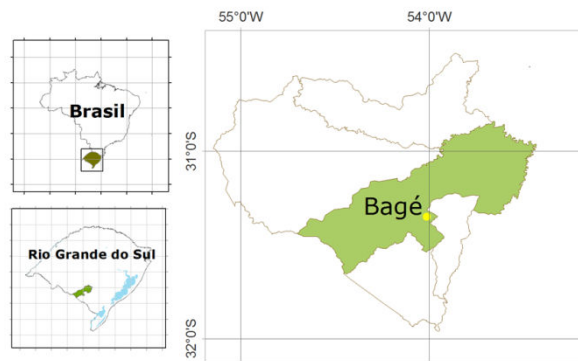 Brasil
Rio Grande do Sul
55°0'W
54°0'W
31°0'S
Bagé
32°0'S